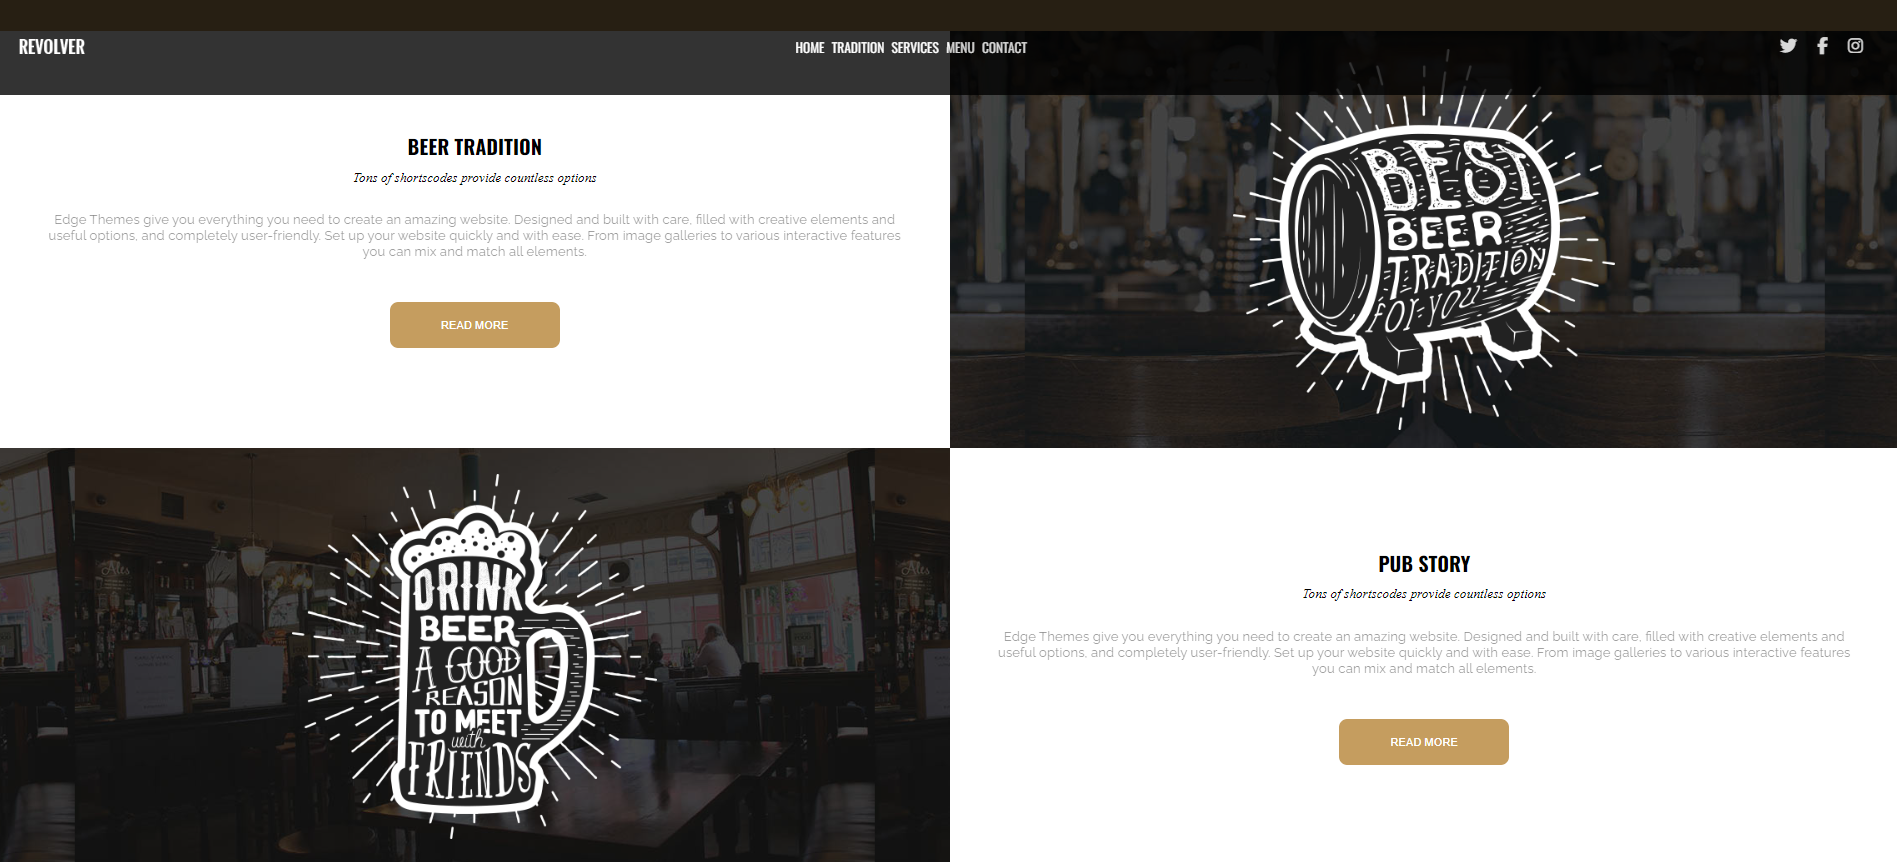 REVOLVER
HOME TRADITION SERVICES MENU CONTACT
BEER TRADITION
Tons of shortscodes provide countless options
Edge Themes give you everything you need to create an amazing website. Designed and built with care, filled with creative elements and
useful options, and completely user-friendly. Set up your website quickly and with ease. From image galleries to various interactive features
you can mix and match all elements.
READ MORE
BEST
BEER
TRADITION
for YOU
DRINK
BEER
A GOOD
REASON
TO MEET
with
FRIENDS
Ales
Ales
PUB STORY
Tons of shortscodes provide countless options
Edge Themes give you everything you need to create an amazing website. Designed and built with care, filled with creative elements and
useful options, and completely user-friendly. Set up your website quickly and with ease. From image galleries to various interactive features
you can mix and match all elements.
READ MORE